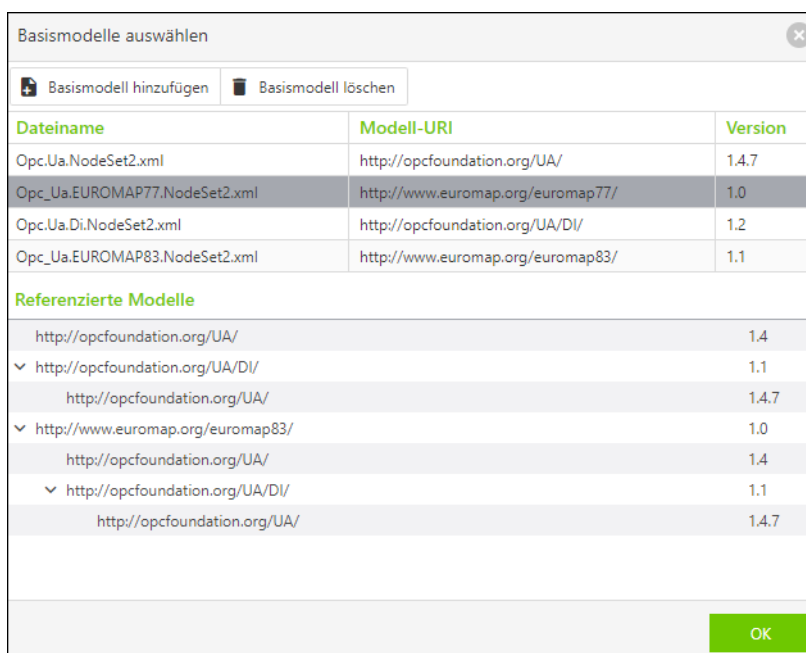 Basismodelle auswählen
Basismodell hinzufügen Basismodell löschen
Dateiname Modell-URI Version
Opc.Ua.NodeSet2.xml http://opcfoundation.org/UA/ 1.4.7
Opc_Ua.EUROMAP77.NodeSet2.xml http://www.euromap.org/euromap77/ 1.0
Opc.Ua.Di.NodeSet2.xml http://opcfoundation.org/UA/DI/ 1.2
Opc_Ua.EUROMAP83.NodeSet2.xml http://www.euromap.org/euromap83/ 1.1
Referenzierte Modelle
http://opcfoundation.org/UA/ 1.4
http://opcfoundation.org/UA/DI/ 1.1
http://opcfoundation.org/UA/ 1.4.7
http://www.euromap.org/euromap83/ 1.0
http://opcfoundation.org/UA/ 1.4
http://opcfoundation.org/UA/DI/ 1.1
http://opcfoundation.org/UA/ 1.4.7
OK